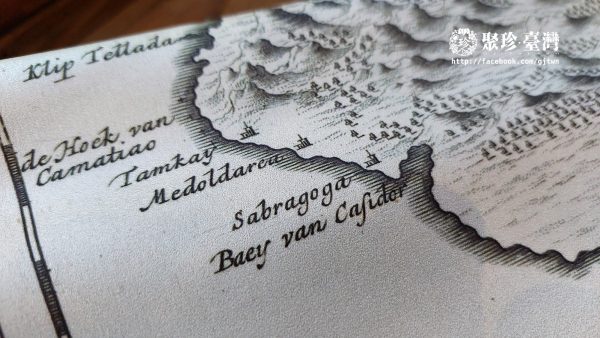 聚珍·臺灣
http://facebook.com/gjtwn
Klip Tellada
de Hoek van
Camatiao
Tamkay
Medoldarea
Sabragoga
Baey van Casidor